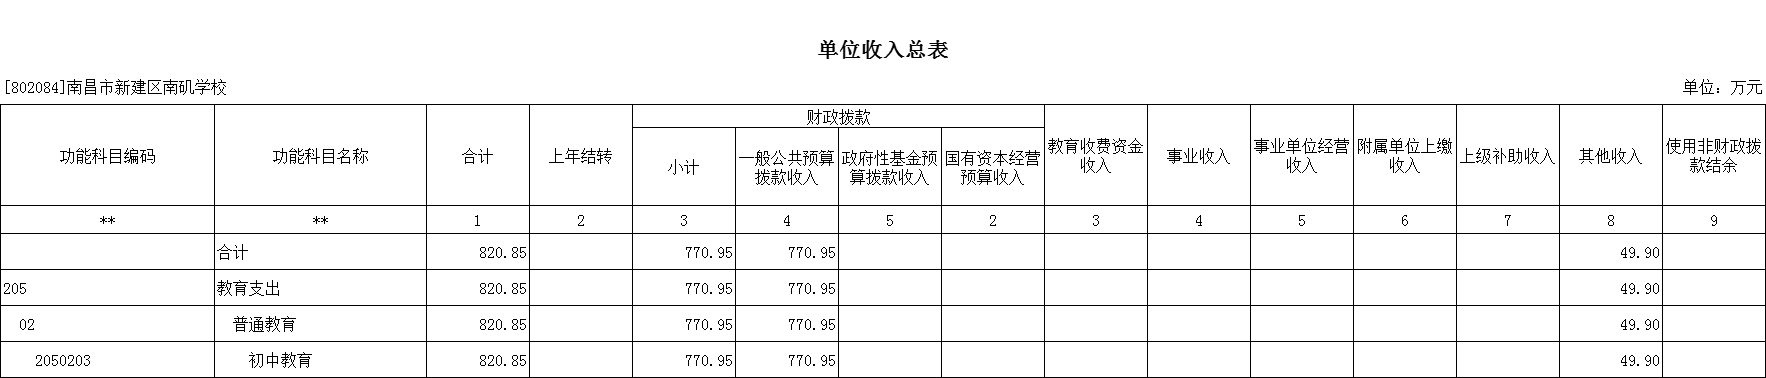 单位收入总表
[802084]南昌市新建区南矶学校 单位：万元
功能科目编码 功能科目名称 合计 上年结转 财政拨款 教育收费资金收入 事业收入 事业单位经营收入 附属单位上缴收入 上级补助收入 其他收入 使用非财政拨款结余
小计 一般公共预算拨款收入 政府性基金预算拨款收入 国有资本经营预算收入
** ** 1 2 3 4 5 2 3 4 5 6 7 8 9
合计 820.85 770.95 770.95 49.90
205 教育支出 820.85 770.95 770.95 49.90
02 普通教育 820.85 770.95 770.95 49.90
2050203 初中教育 820.85 770.95 770.95 49.90